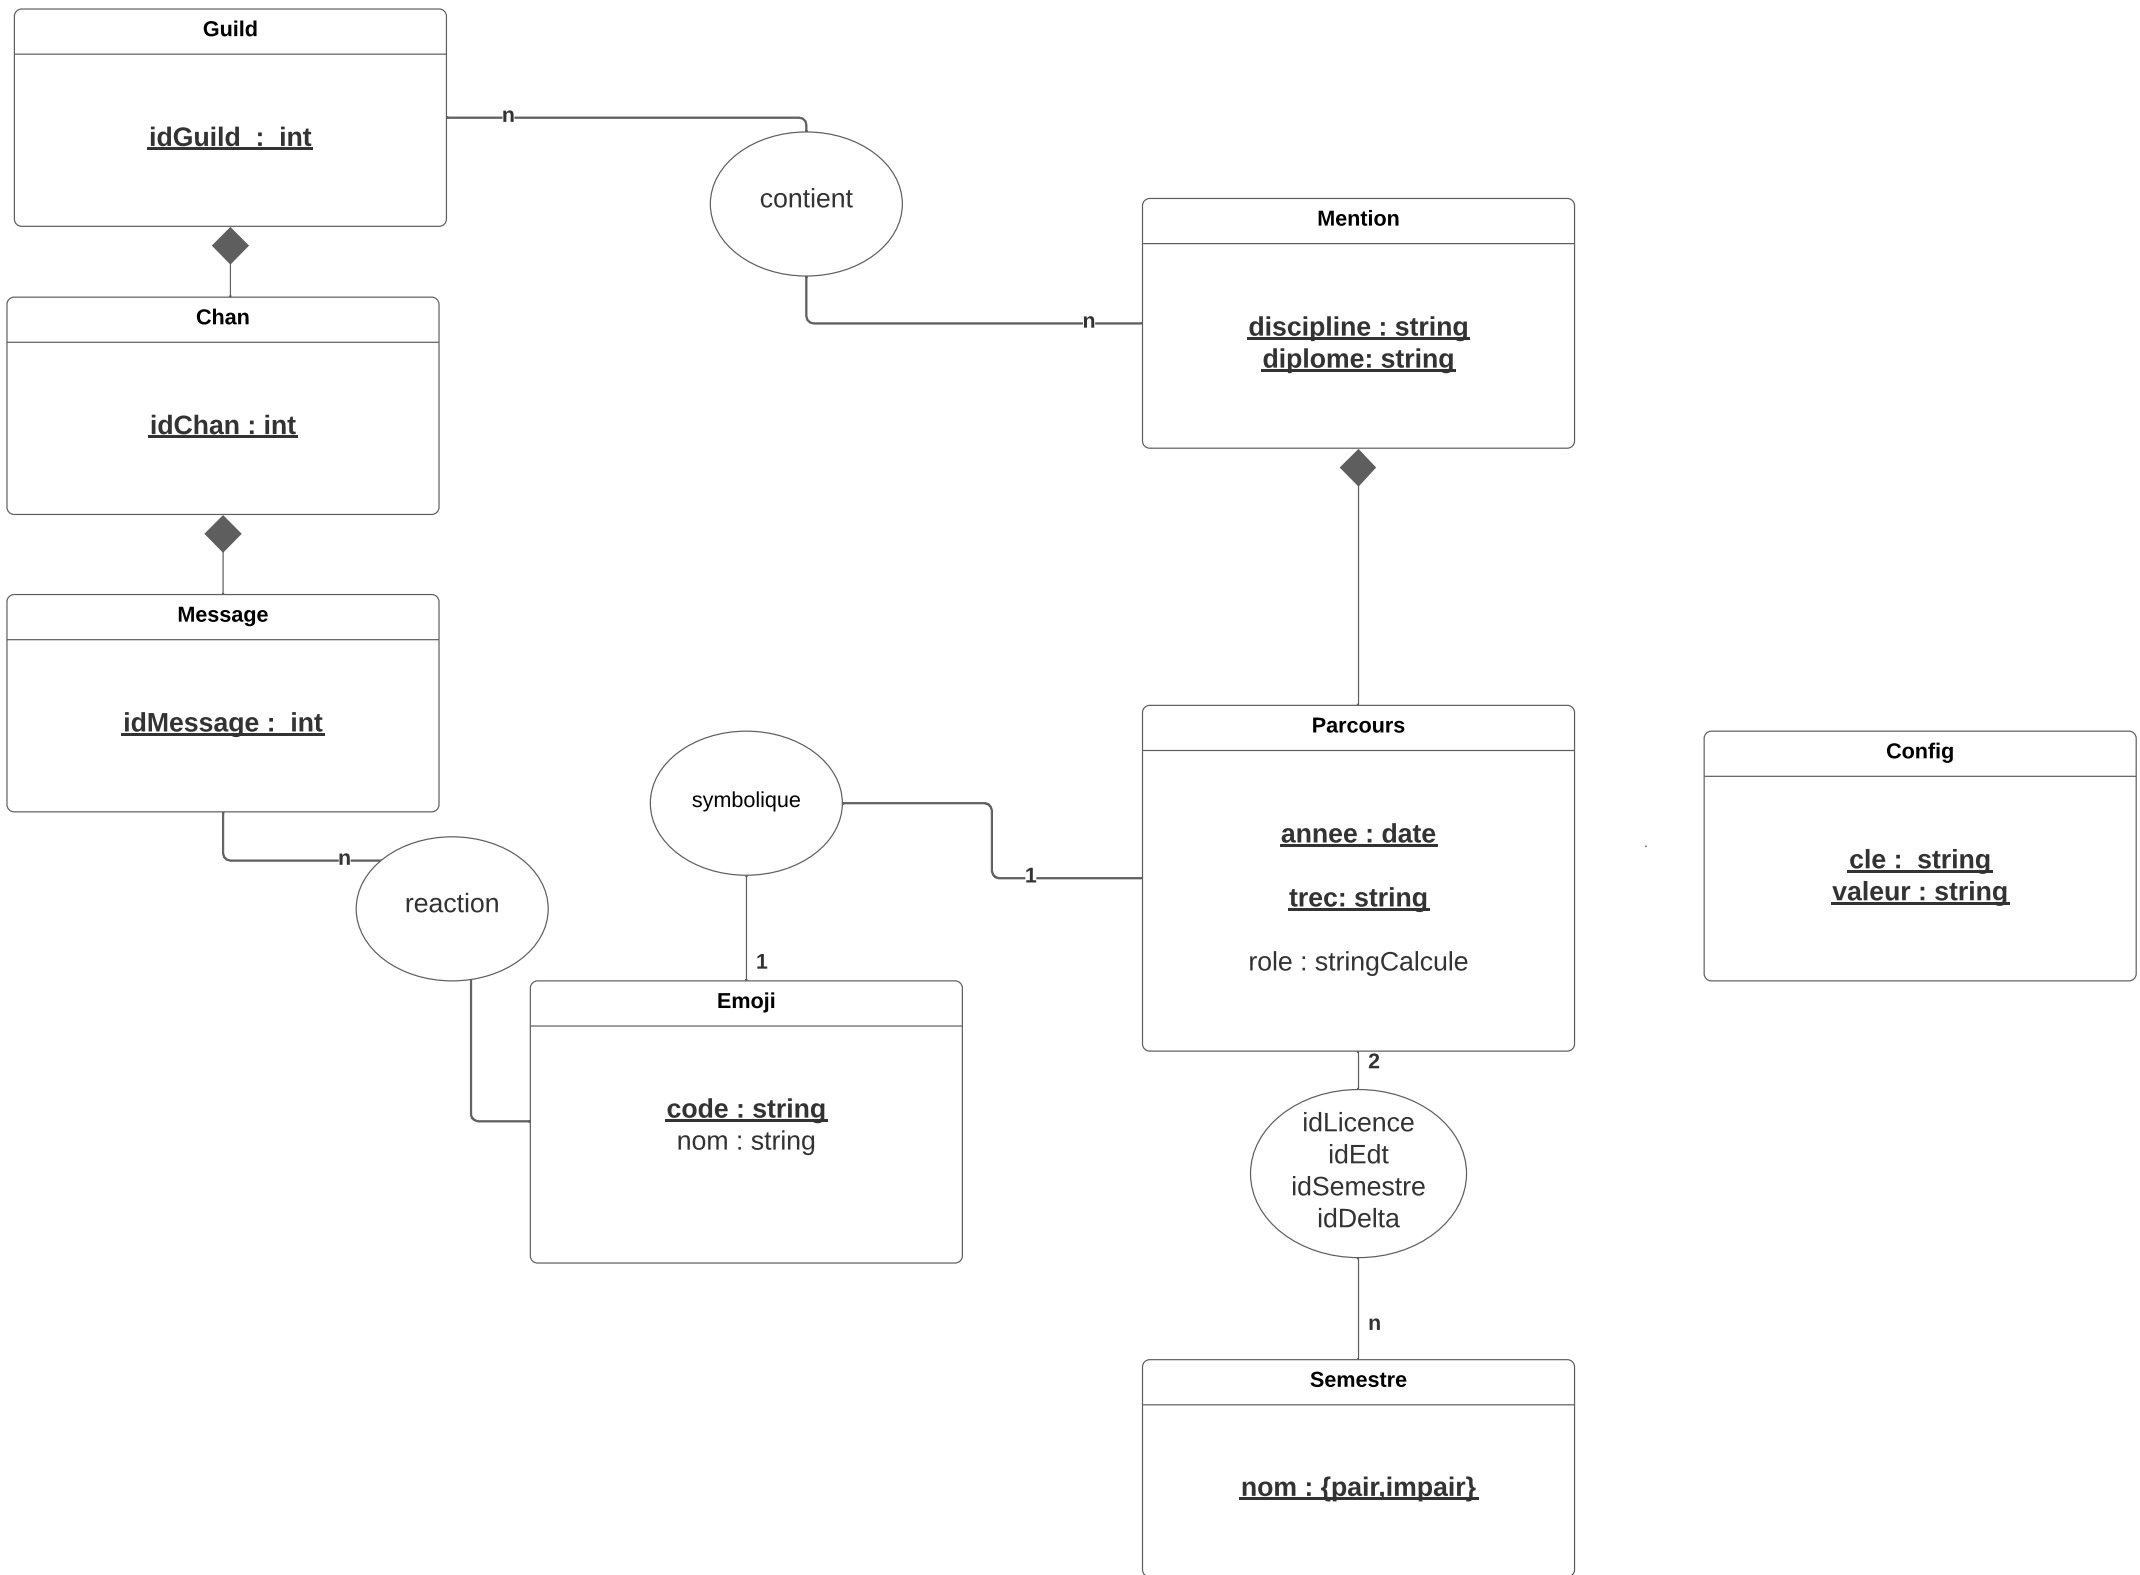 Guild
idGuild  :  int
n
contient
n
Mention
discipline : string
diplome: string
Chan
idChan : int
Message
idMessage :  int
n
reaction
symbolique
1
1
Emoji
code : string
nom : string
Parcours
annee : date
trec: string
role : stringCalcule
2
idLicence
idEdt
idSemestre
idDelta
n
Semestre
nom : {pair,impair}
Config
cle :  string
valeur : string